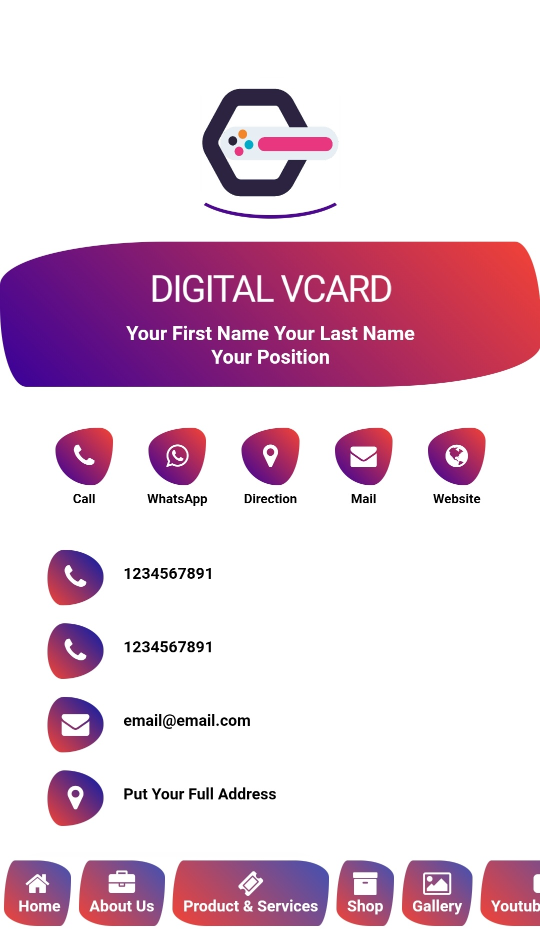 DIGITAL VCARD
Your First Name Your Last Name
Your Position
Call WhatsApp Direction Mail Website
1234567891
1234567891
email@email.com
Put Your Full Address
Home About Us Product & Services Shop Gallery Youtub